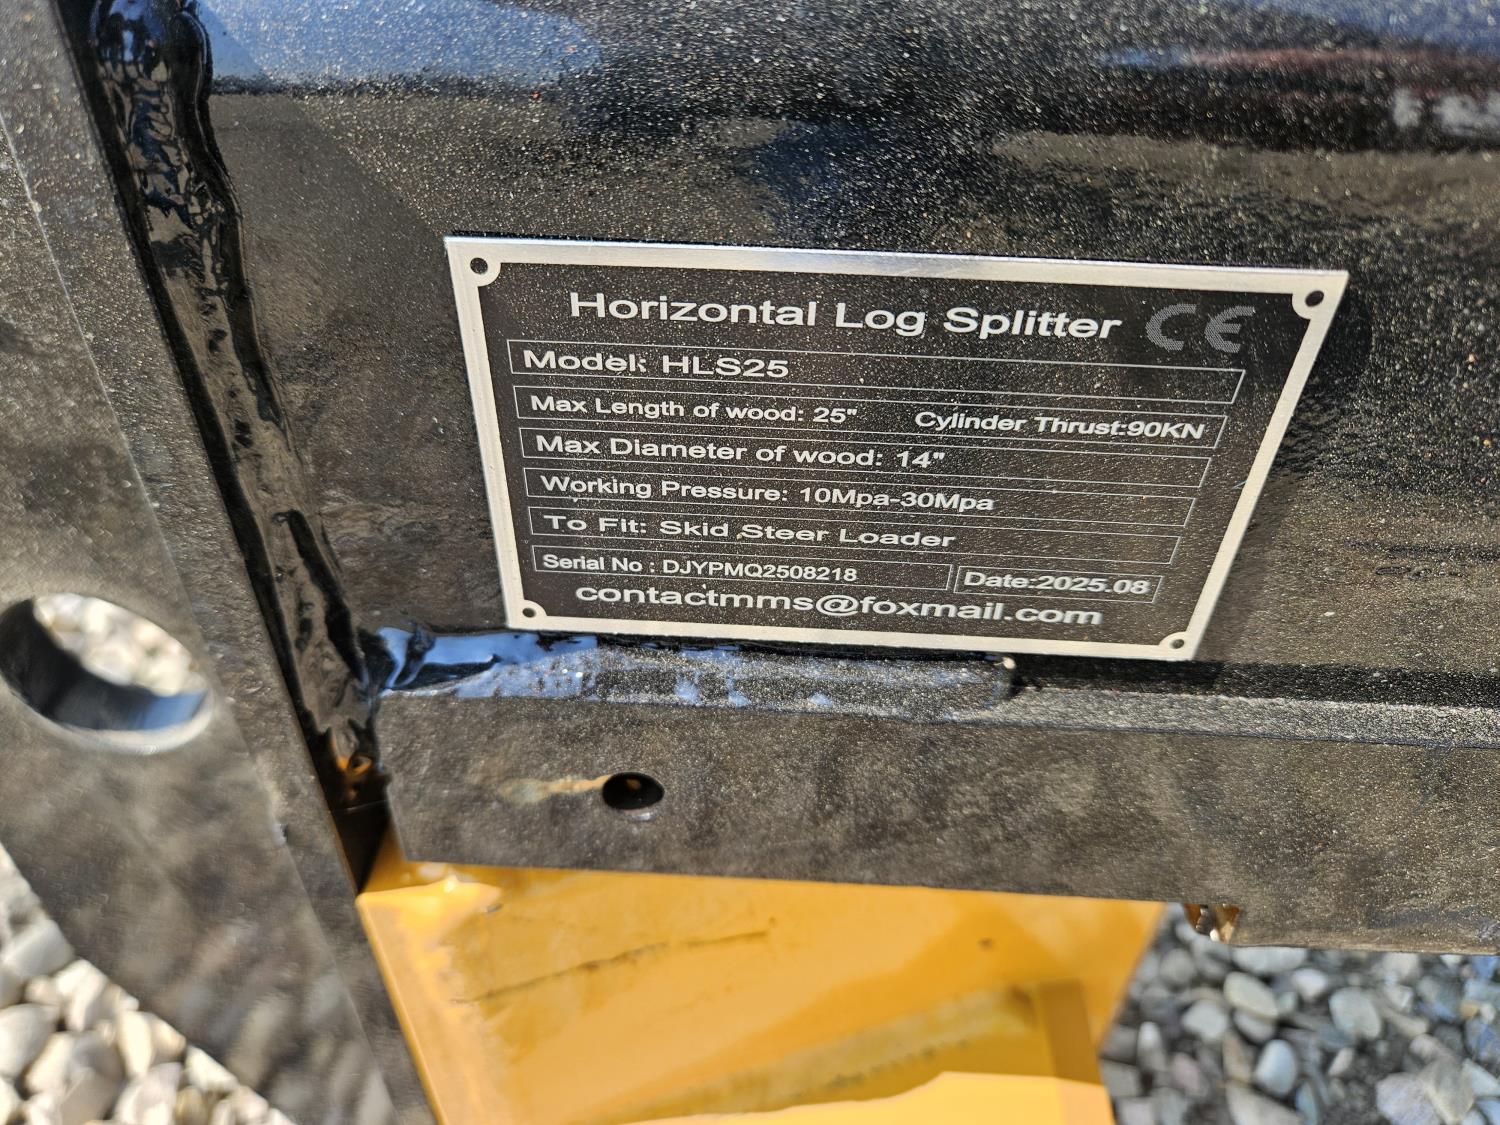 Horizontal Log Splitter CE
Model: HLS25
Max Length of wood: 25" Cylinder Thrust:90KN
Max Diameter of wood: 14"
Working Pressure: 10Mpa-30Mpa
To Fit: Skid Steer Loader
Serial No : DJYPMQ2508218 Date:2025.08
contactmms@foxmail.com